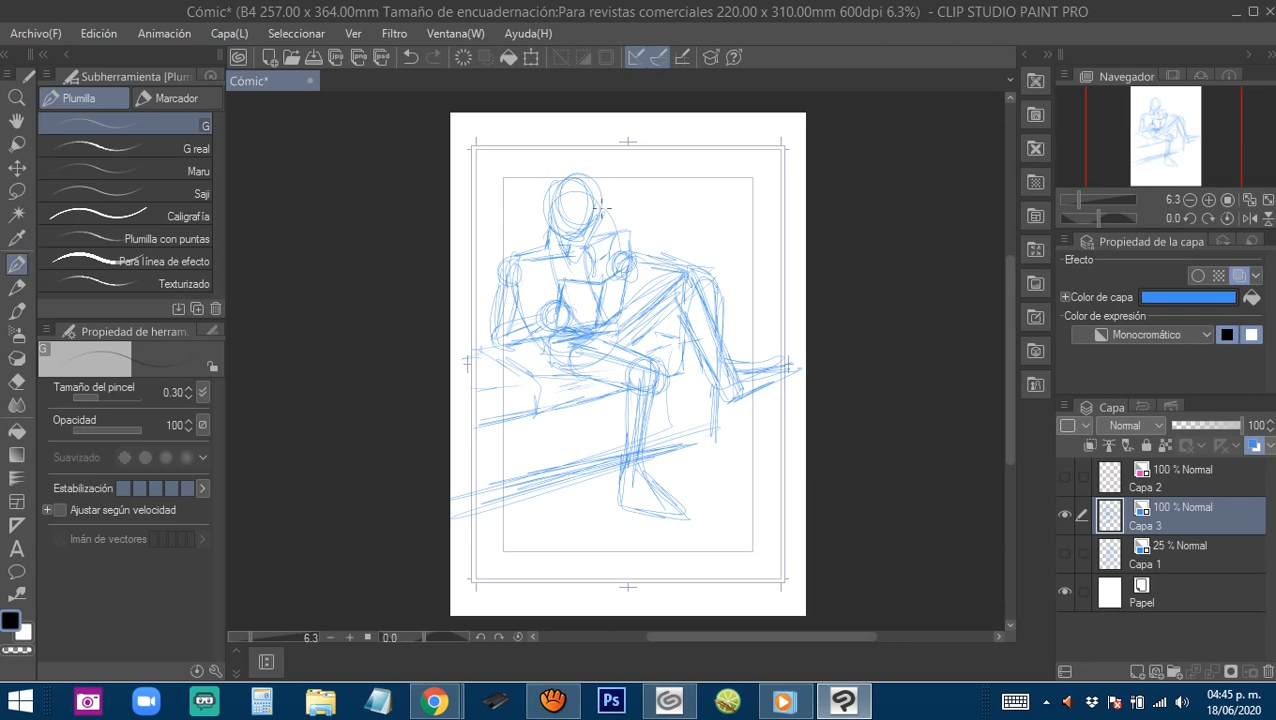 Cómic* (B4 257.00 x 364.00mm Tamaño de encuadernación:Para revistas comerciales 220.00 x 310.00mm 600dpi 6.3%) - CLIP STUDIO PAINT PRO
Archivo(F) Edición Animación Capa(L) Seleccionar Ver Filtro Ventana(W) Ayuda(H)
Subherramienta (Plum
Cómic*
Navegador
Plumilla Marcador
G
G real
Maru
Saji
Caligrafía
Plumilla con puntas
Para línea de efecto
Texturizado
6.3
0.0
Propiedad de la capa
Efecto
Color de capa
Color de expresión
Monocromático
Propiedad de herram
G
Tamaño del pincel 0.30
Opacidad 100
Suavizado
Estabilización
Ajustar según velocidad
Imán de vectores
Capa
Normal 100
100 % Normal
Capa 2
100 % Normal
Capa 3
25 % Normal
Capa 1
Papel
6.3 0.0
Ps
04:45 p. m.
18/06/2020